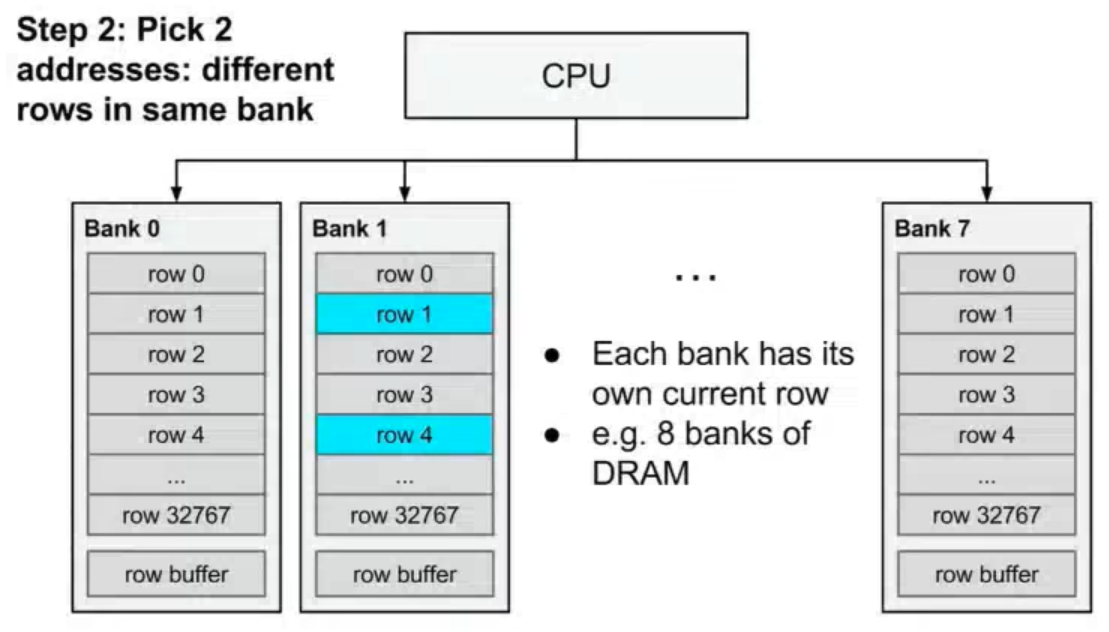 Step 2: Pick 2
addresses: different
rows in same bank
CPU
Bank 0
row 0
row 1
row 2
row 3
row 4
...
row 32767
row buffer
Bank 1
row 0
row 1
row 2
row 3
row 4
...
row 32767
row buffer
...
● Each bank has its
own current row
● e.g. 8 banks of
DRAM
Bank 7
row 0
row 1
row 2
row 3
row 4
...
row 32767
row buffer